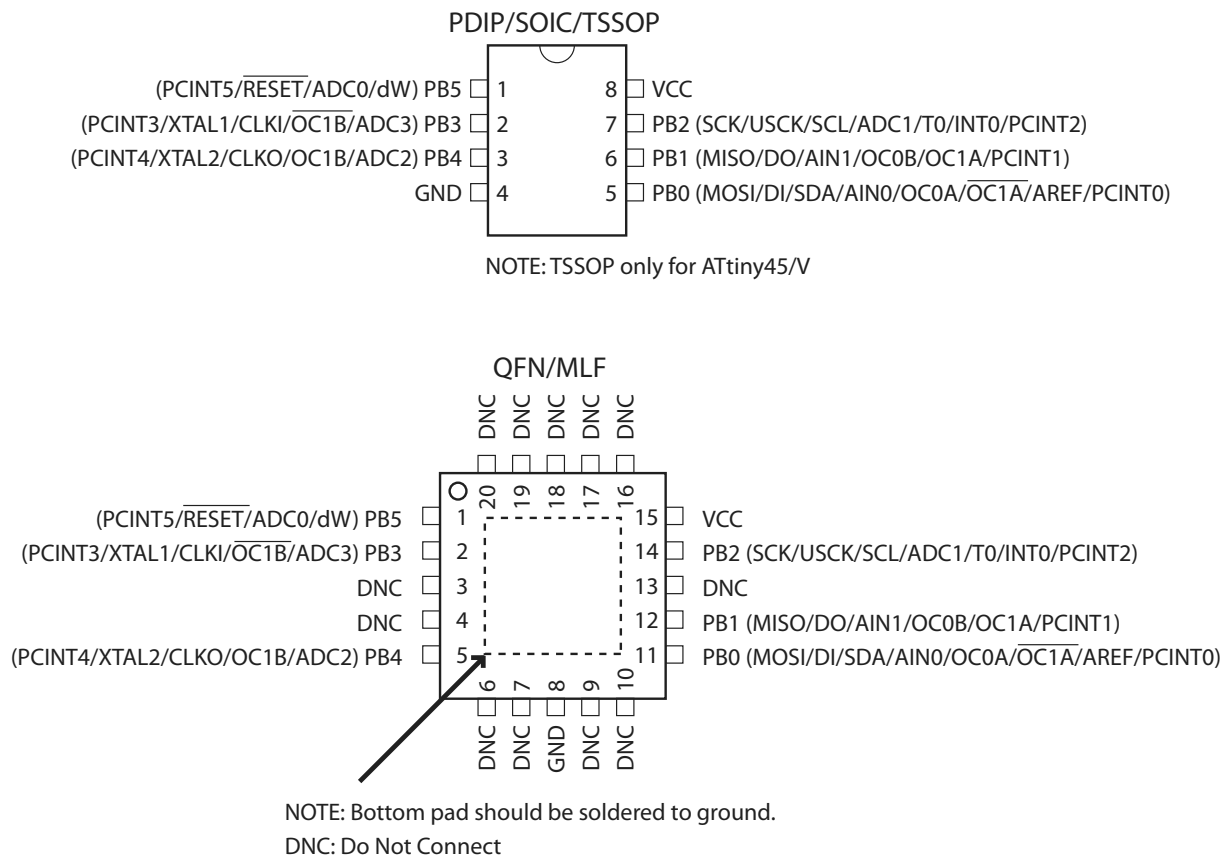 PDIP/SOIC/TSSOP
(PCINT5/RESET/ADC0/dW) PB5 1 8 VCC
(PCINT3/XTAL1/CLKI/OC1B/ADC3) PB3 2 7 PB2 (SCK/USCK/SCL/ADC1/T0/INT0/PCINT2)
(PCINT4/XTAL2/CLKO/OC1B/ADC2) PB4 3 6 PB1 (MISO/DO/AIN1/OC0B/OC1A/PCINT1)
GND 4 5 PB0 (MOSI/DI/SDA/AIN0/OC0A/OC1A/AREF/PCINT0)
NOTE: TSSOP only for ATtiny45/V
QFN/MLF
DNC DNC DNC DNC DNC
20 19 18 17 16
(PCINT5/RESET/ADC0/dW) PB5 1 15 VCC
(PCINT3/XTAL1/CLKI/OC1B/ADC3) PB3 2 14 PB2 (SCK/USCK/SCL/ADC1/T0/INT0/PCINT2)
DNC 3 13 DNC
DNC 4 12 PB1 (MISO/DO/AIN1/OC0B/OC1A/PCINT1)
(PCINT4/XTAL2/CLKO/OC1B/ADC2) PB4 5 11 PB0 (MOSI/DI/SDA/AIN0/OC0A/OC1A/AREF/PCINT0)
6 7 8 9 10
DNC DNC GND DNC DNC
NOTE: Bottom pad should be soldered to ground.
DNC: Do Not Connect